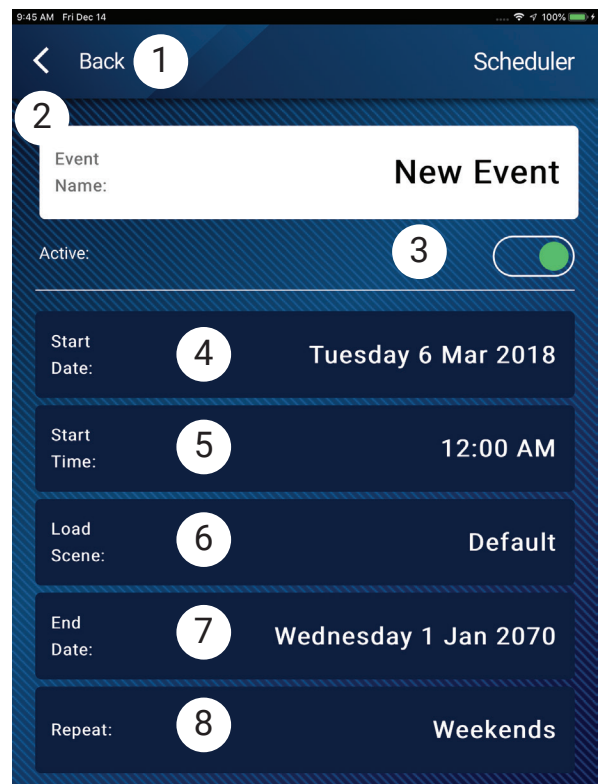 9:45 AM Fri Dec 14 .... 100%
Back 1 Scheduler
2
Event
Name:
New Event
Active: 3
Start
Date:
4 Tuesday 6 Mar 2018
Start
Time:
5 12:00 AM
Load
Scene:
6 Default
End
Date:
7 Wednesday 1 Jan 2070
Repeat: 8 Weekends